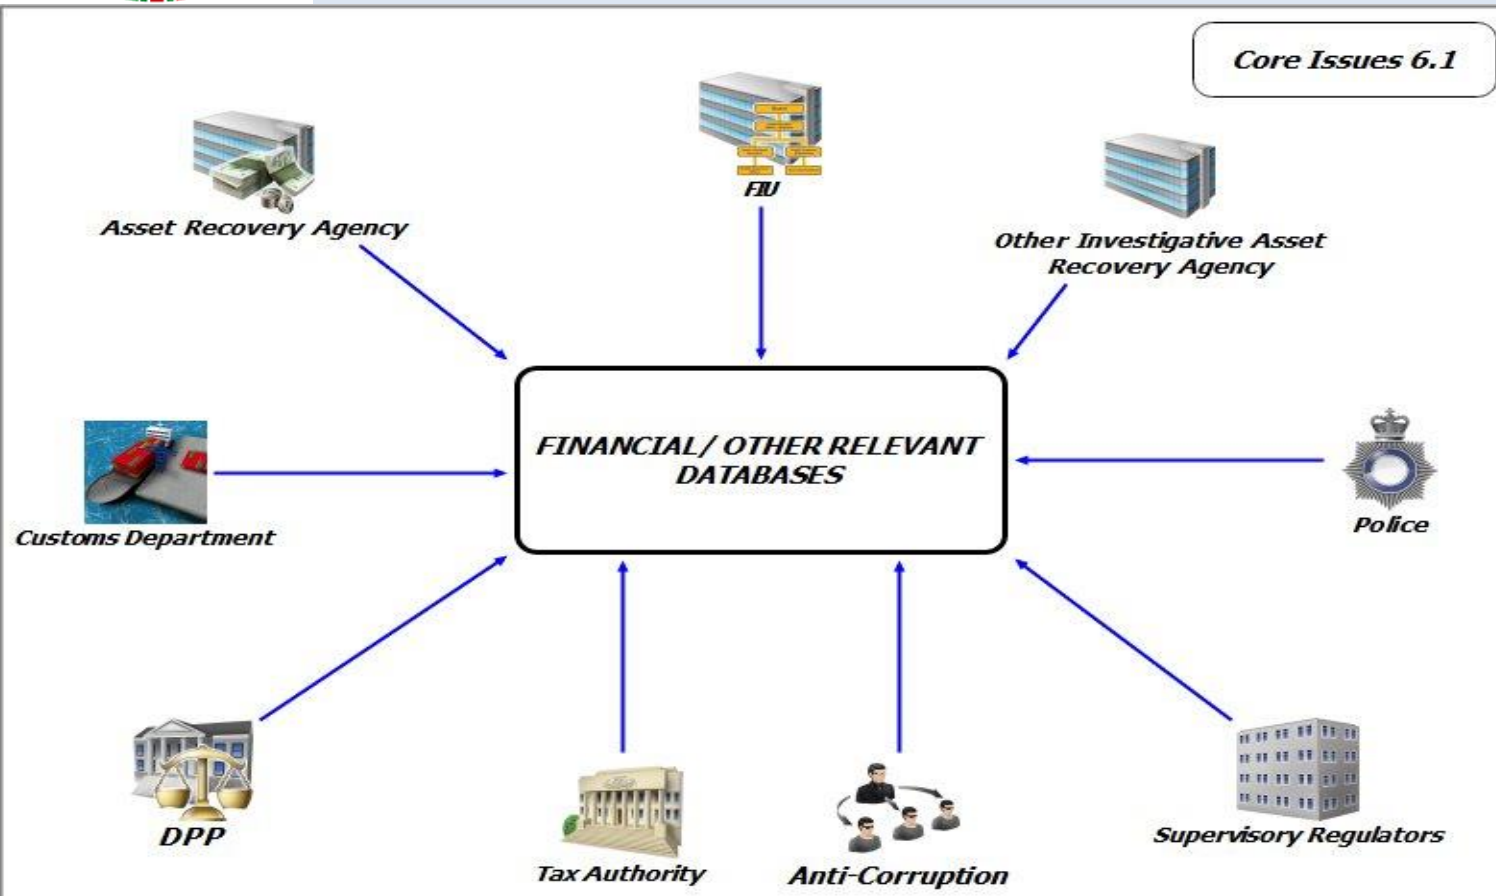 Core Issues 6.1
FIU
Asset Recovery Agency
Other Investigative Asset
Recovery Agency
FINANCIAL/ OTHER RELEVANT
DATABASES
Customs Department
Police
DPP
Tax Authority
Anti-Corruption
Supervisory Regulators